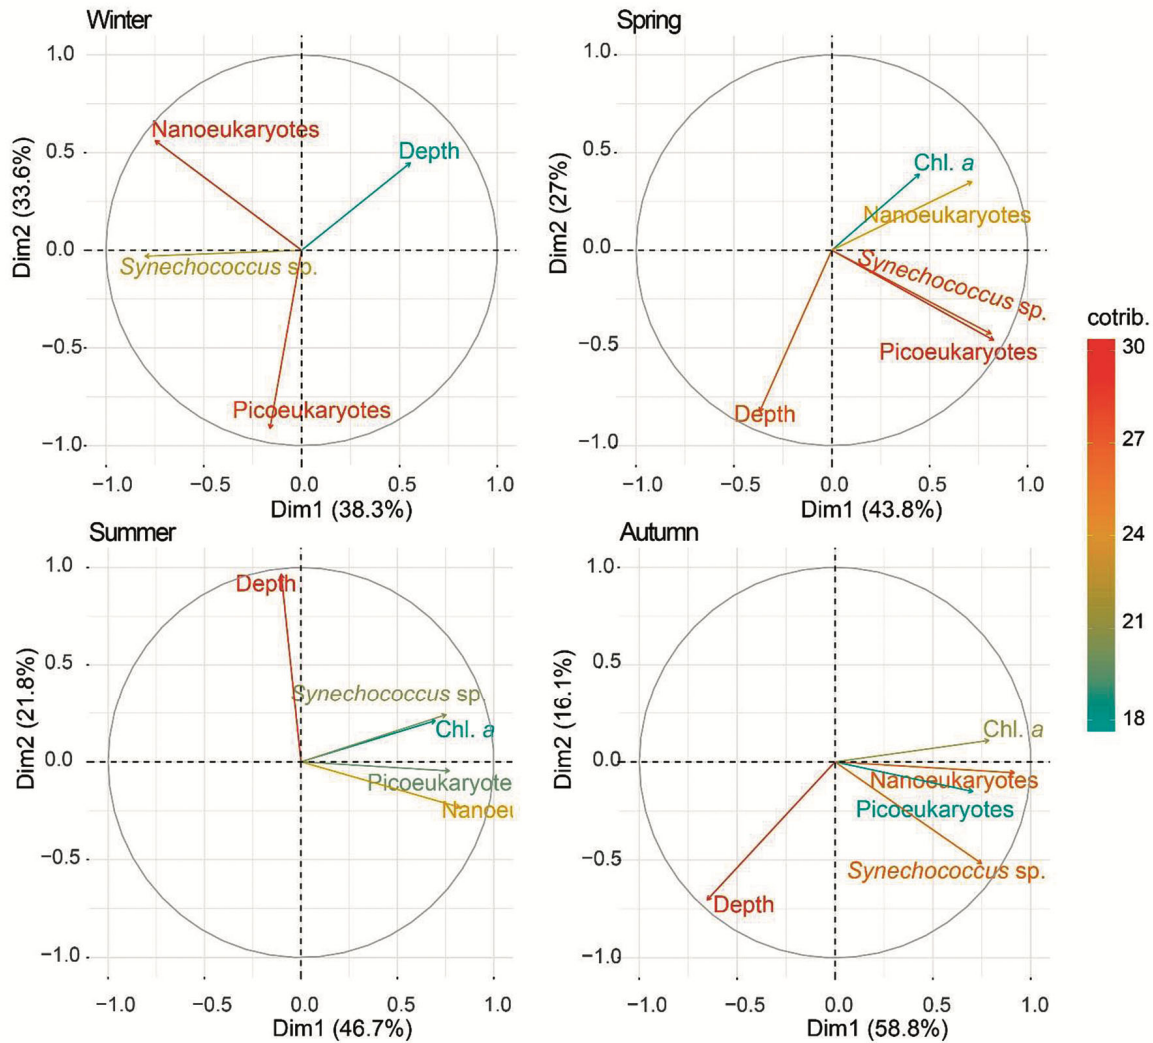 Winter
1.0
0.5
0.0
−0.5
−1.0
Dim2 (33.6%)
Nanoeukaryotes
Depth
Synechococcus sp.
Picoeukaryotes
−1.0 −0.5 0.0 0.5 1.0
Dim1 (38.3%)
Spring
1.0
0.5
0.0
−0.5
−1.0
Dim2 (27%)
Chl. a
Nanoeukaryotes
Synechococcus sp.
Picoeukaryotes
Depth
−1.0 −0.5 0.0 0.5 1.0
Dim1 (43.8%)
cotrib.
30
27
24
21
18
Summer
1.0
0.5
0.0
−0.5
−1.0
Dim2 (21.8%)
Depth
Synechococcus sp.
Chl. a
Picoeukaryote
Nanoeu
−1.0 −0.5 0.0 0.5 1.0
Dim1 (46.7%)
Autumn
1.0
0.5
0.0
−0.5
−1.0
Dim2 (16.1%)
Chl. a
Nanoeukaryotes
Picoeukaryotes
Synechococcus sp.
Depth
−1.0 −0.5 0.0 0.5 1.0
Dim1 (58.8%)